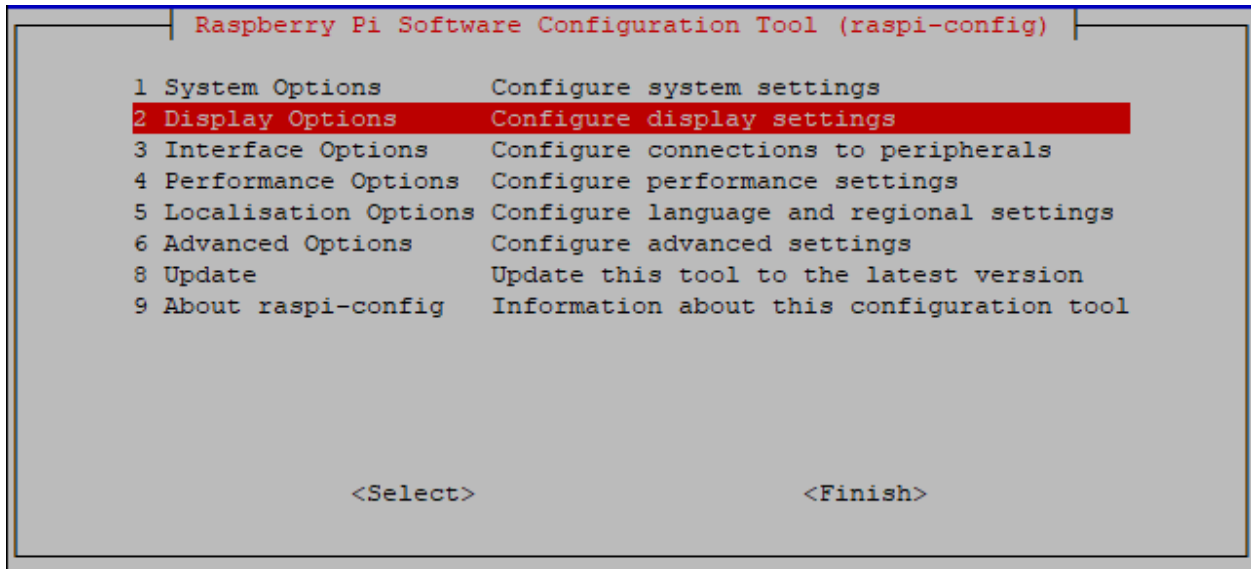 Raspberry Pi Software Configuration Tool (raspi-config)
1 System Options Configure system settings
2 Display Options Configure display settings
3 Interface Options Configure connections to peripherals
4 Performance Options Configure performance settings
5 Localisation Options Configure language and regional settings
6 Advanced Options Configure advanced settings
8 Update Update this tool to the latest version
9 About raspi-config Information about this configuration tool
<Select> <Finish>